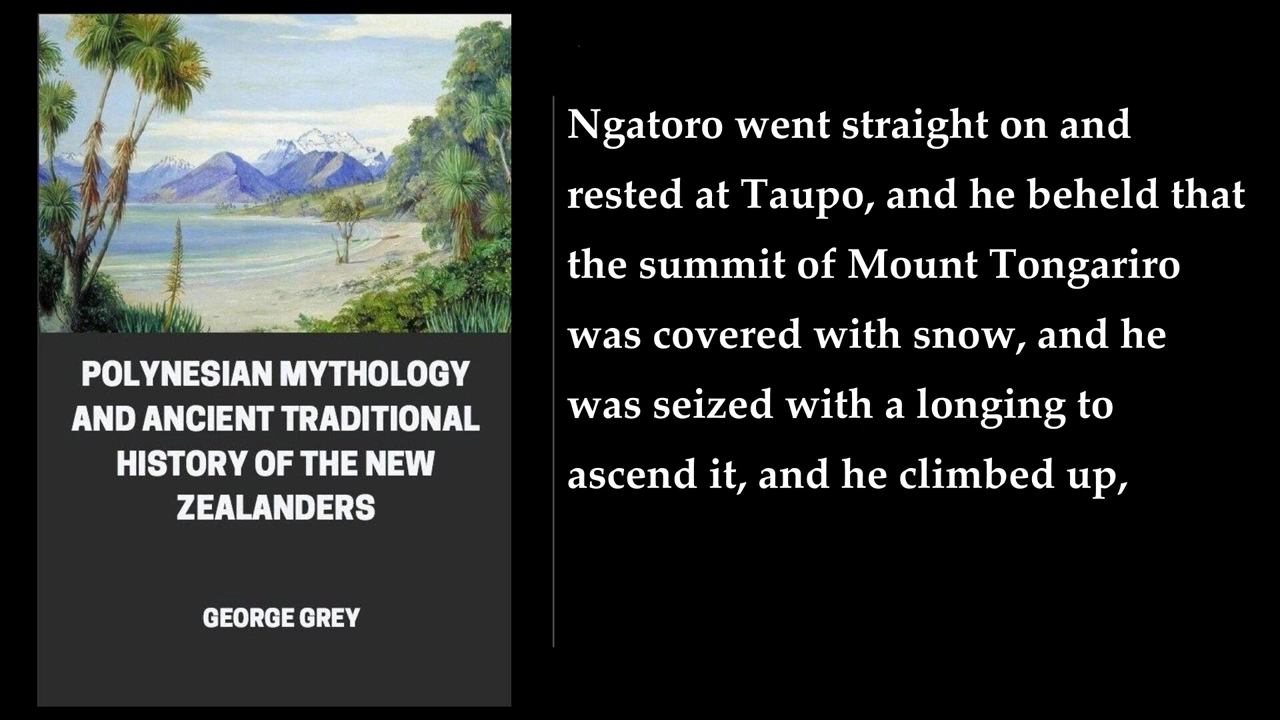 POLYNESIAN MYTHOLOGY
AND ANCIENT TRADITIONAL
HISTORY OF THE NEW
ZEALANDERS
GEORGE GREY
Ngatoro went straight on and
rested at Taupo, and he beheld that
the summit of Mount Tongariro
was covered with snow, and he
was seized with a longing to
ascend it, and he climbed up,